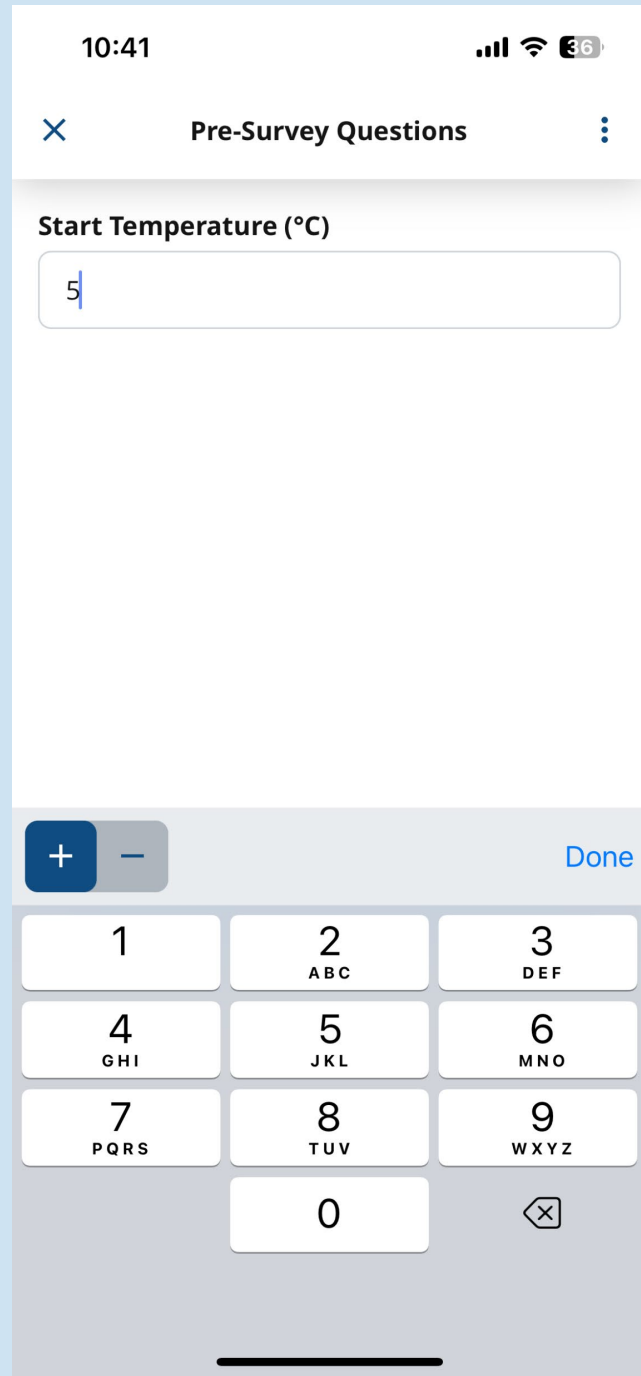 10:41
36
Pre-Survey Questions
Start Temperature (°C)
5
+ −
Done
1
2
ABC
3
DEF
4
GHI
5
JKL
6
MNO
7
PQRS
8
TUV
9
WXYZ
0